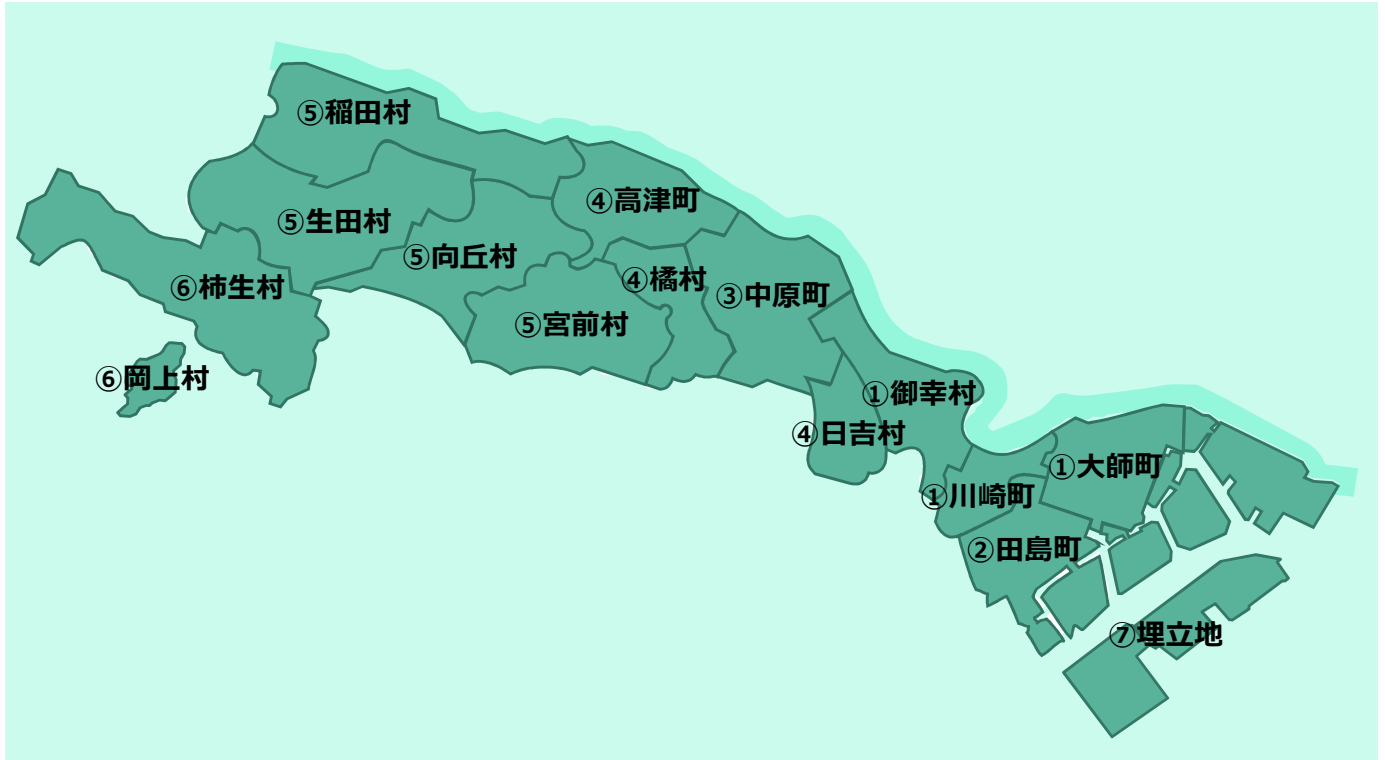 ⑤稲田村
④高津町
⑤生田村
⑤向丘村
④橘村
⑥柿生村
③中原町
⑤宮前村
⑥岡上村
①御幸村
④日吉村
①大師町
①川崎町
②田島町
⑦埋立地